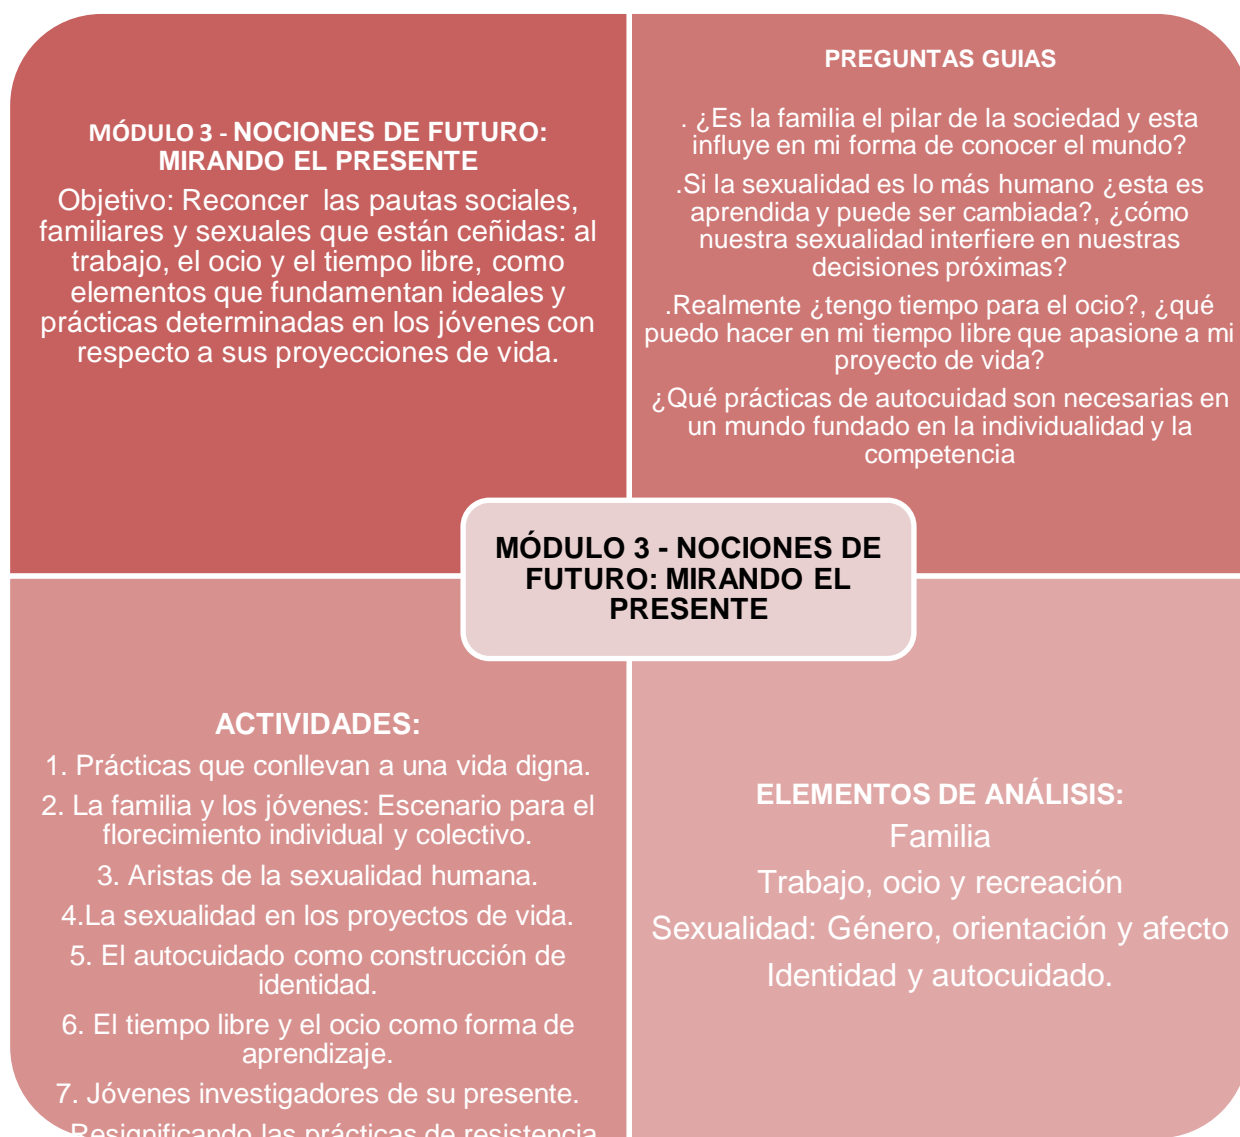 MÓDULO 3 - NOCIONES DE FUTURO:
MIRANDO EL PRESENTE
Objetivo: Reconcer las pautas sociales,
familiares y sexuales que están ceñidas: al
trabajo, el ocio y el tiempo libre, como
elementos que fundamentan ideales y
prácticas determinadas en los jóvenes con
respecto a sus proyecciones de vida.
PREGUNTAS GUIAS
. ¿Es la familia el pilar de la sociedad y esta
influye en mi forma de conocer el mundo?
.Si la sexualidad es lo más humano ¿esta es
aprendida y puede ser cambiada?, ¿cómo
nuestra sexualidad interfiere en nuestras
decisiones próximas?
.Realmente ¿tengo tiempo para el ocio?, ¿qué
puedo hacer en mi tiempo libre que apasione a mi
proyecto de vida?
¿Qué prácticas de autocuidad son necesarias en
un mundo fundado en la individualidad y la
competencia
MÓDULO 3 - NOCIONES DE
FUTURO: MIRANDO EL
PRESENTE
ACTIVIDADES:
1. Prácticas que conllevan a una vida digna.
2. La familia y los jóvenes: Escenario para el
florecimiento individual y colectivo.
3. Aristas de la sexualidad humana.
4.La sexualidad en los proyectos de vida.
5. El autocuidado como construcción de
identidad.
6. El tiempo libre y el ocio como forma de
aprendizaje.
7. Jóvenes investigadores de su presente.
Resignificando las prácticas de resistencia
ELEMENTOS DE ANÁLISIS:
Familia
Trabajo, ocio y recreación
Sexualidad: Género, orientación y afecto
Identidad y autocuidado.